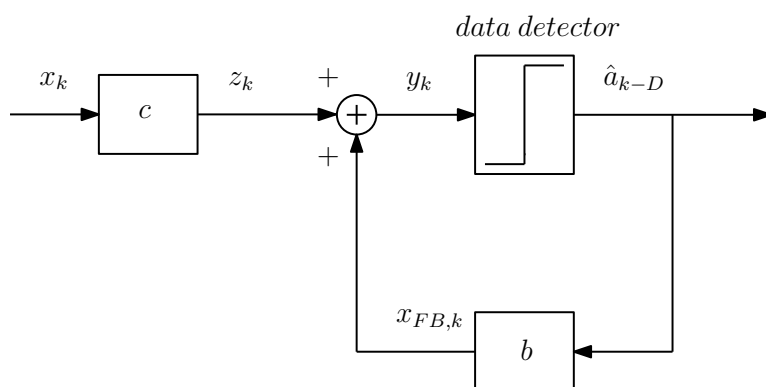 data detector
x_k
c
z_k
+
+
+
y_k
â_{k−D}
x_{FB,k}
b